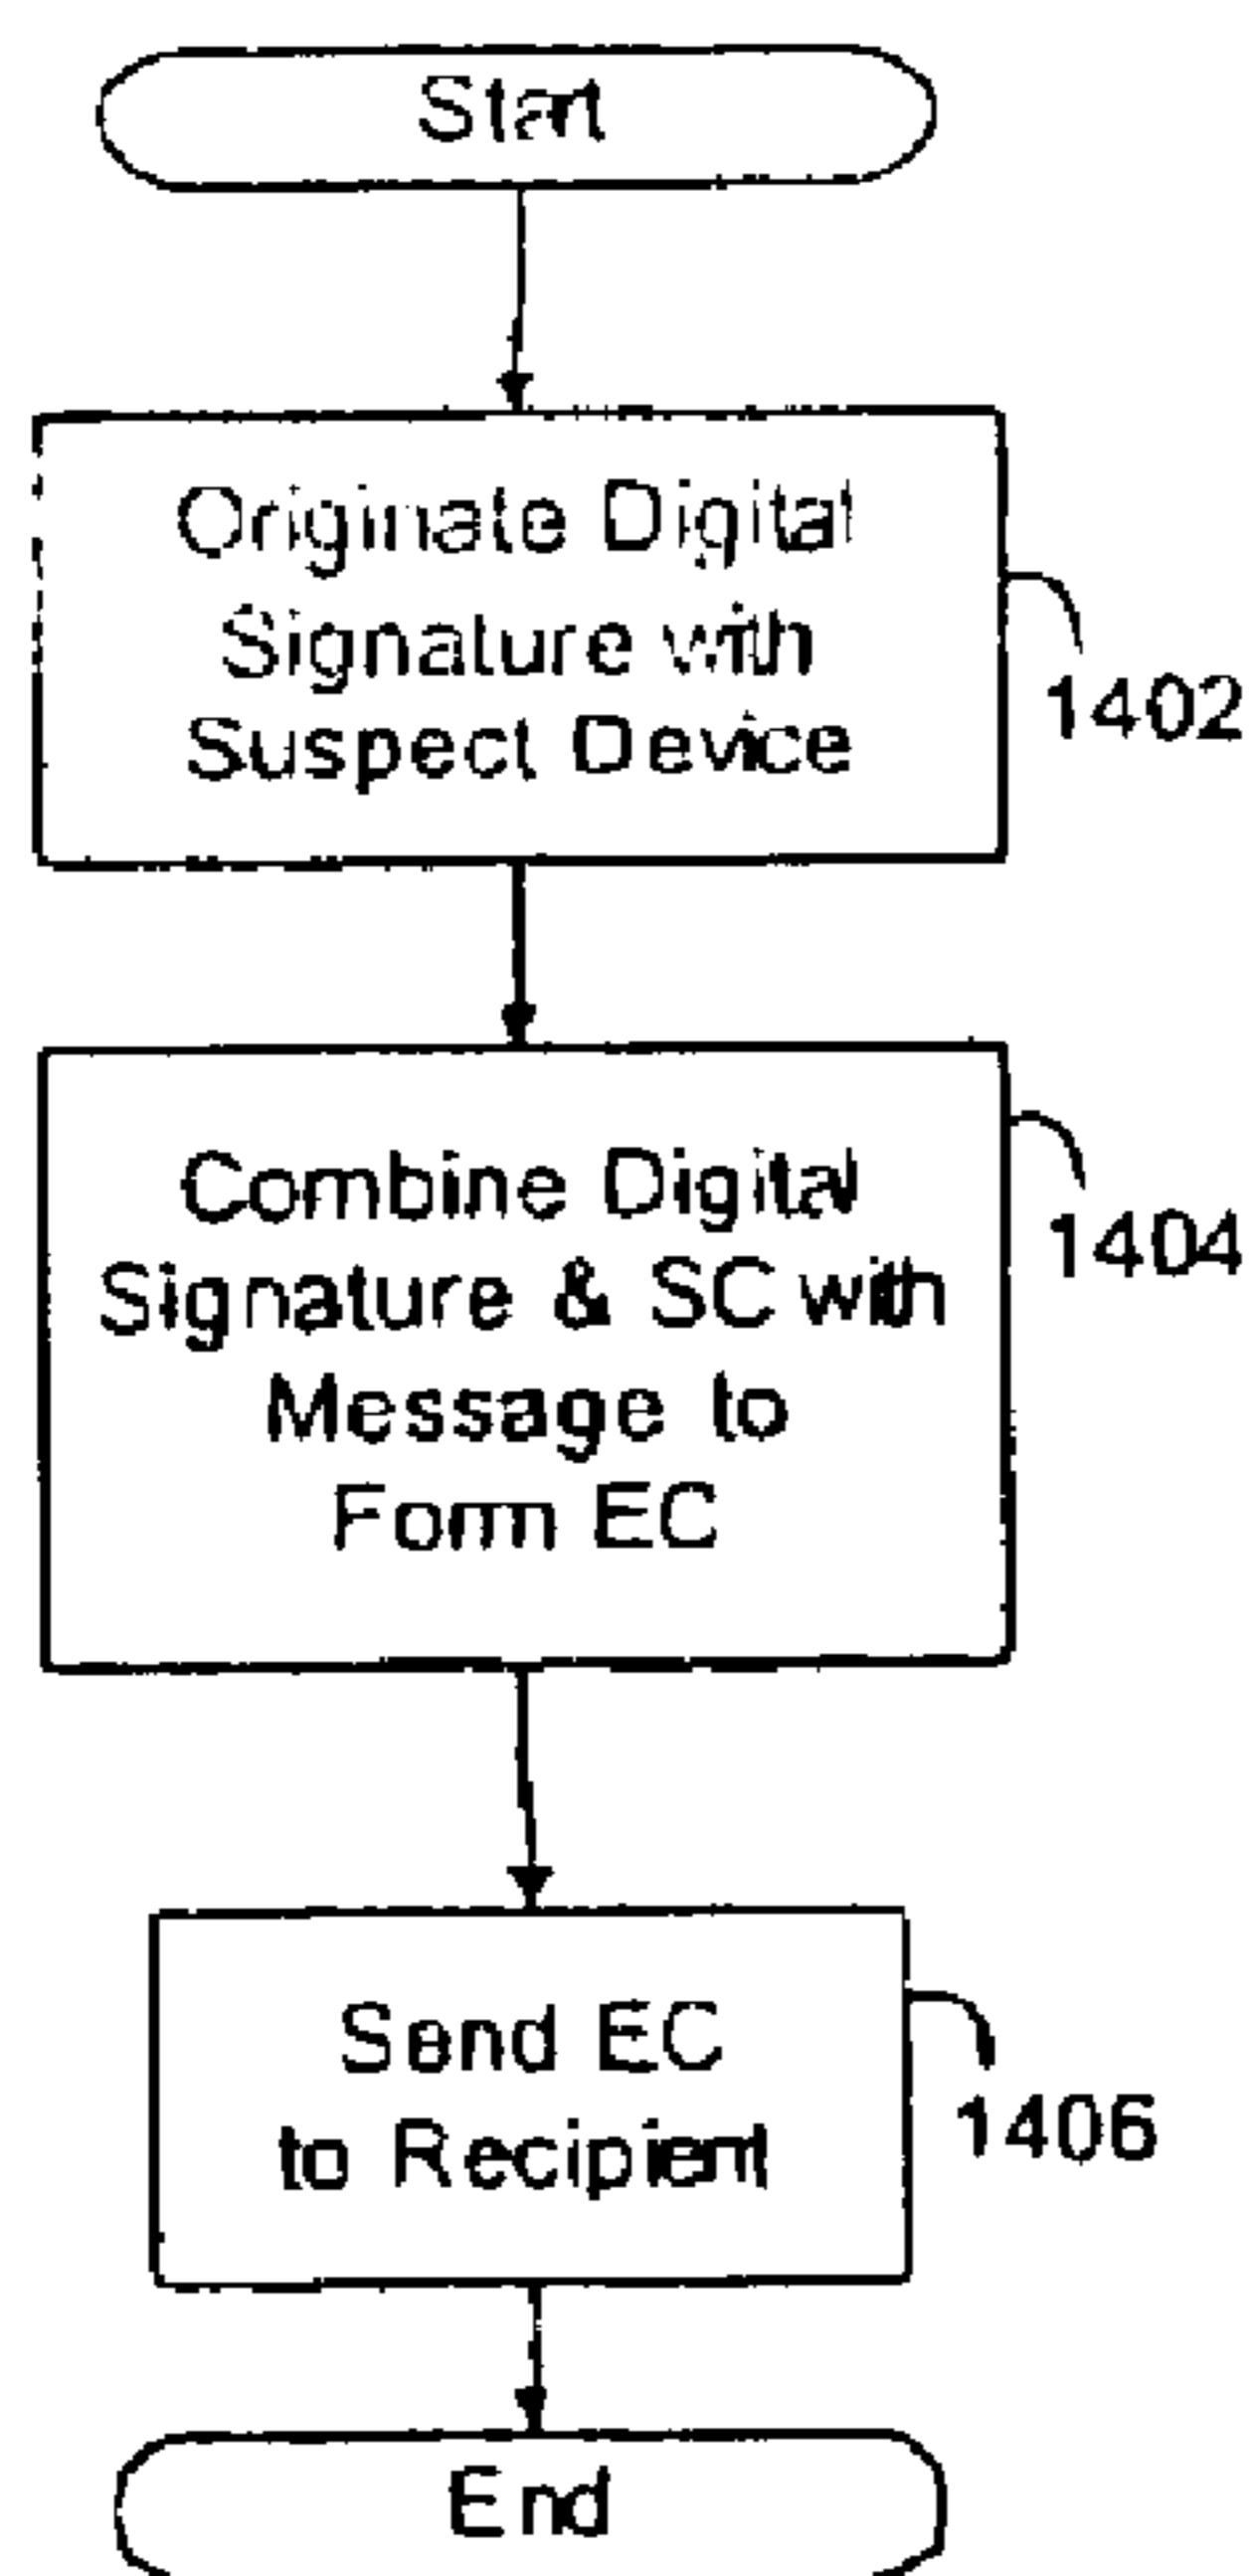 Start
Originate Digital
Signature with
Suspect Device
1402
Combine Digital
Signature & SC with
Message to
Form EC
1404
Send EC
to Recipient
1406
End